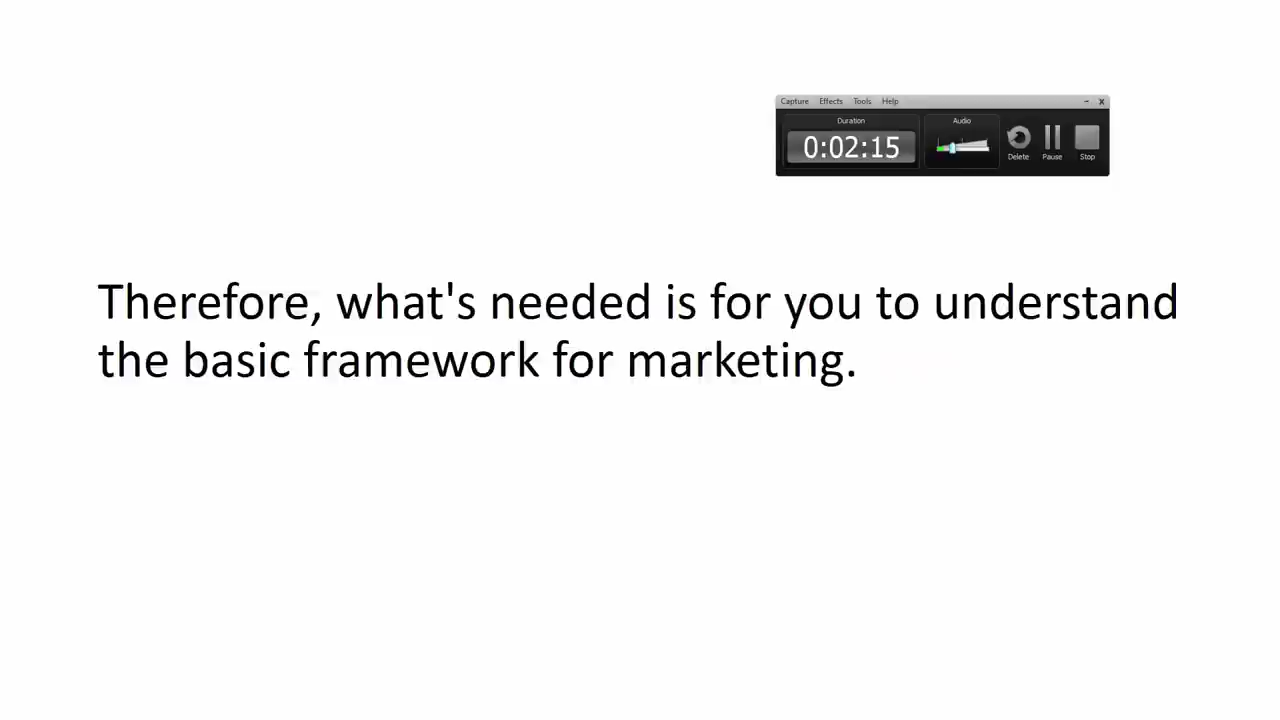 Capture Effects Tools Help - x
Duration Audio
0:02:15
Delete Pause Stop
Therefore, what's needed is for you to understand
the basic framework for marketing.